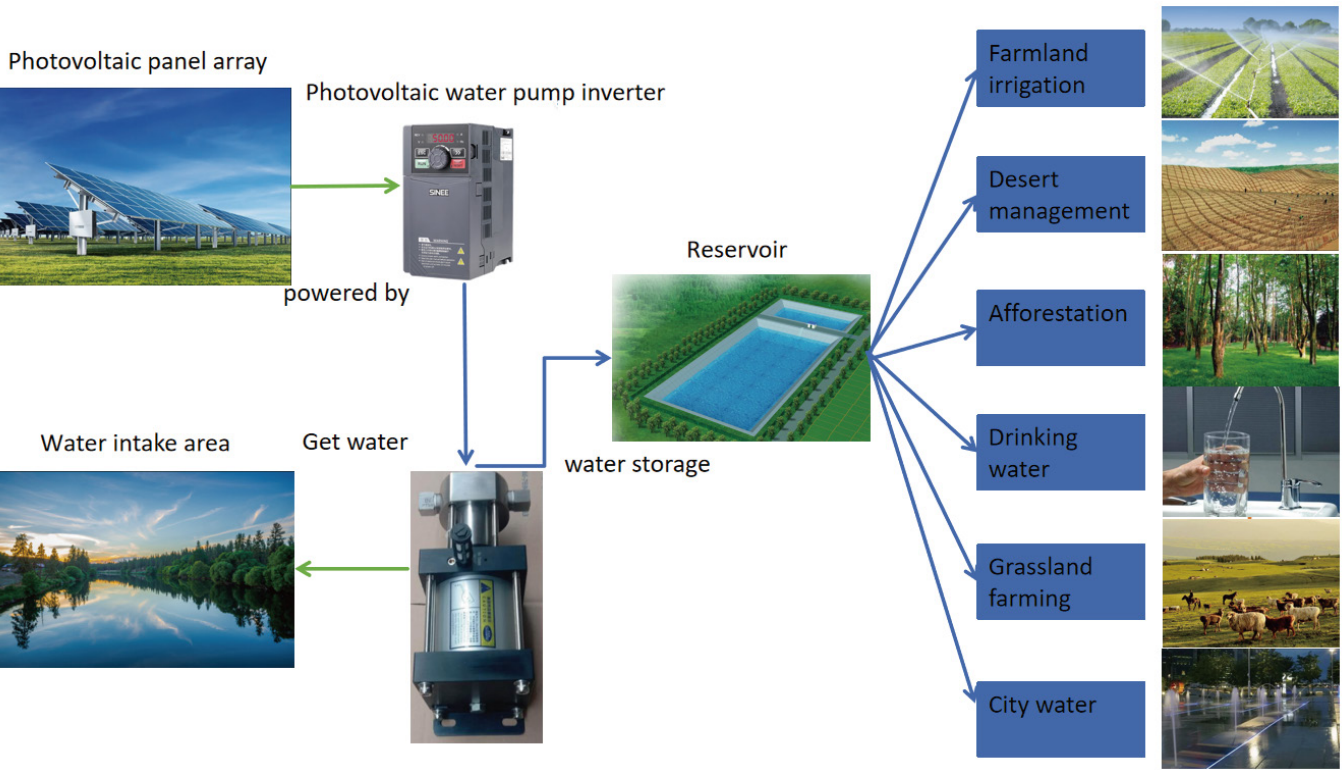 Photovoltaic panel array
Photovoltaic water pump inverter
5000
SINEE
powered by
Reservoir
Water intake area
Get water
water storage
Farmland
irrigation
Desert
management
Afforestation
Drinking
water
Grassland
farming
City water